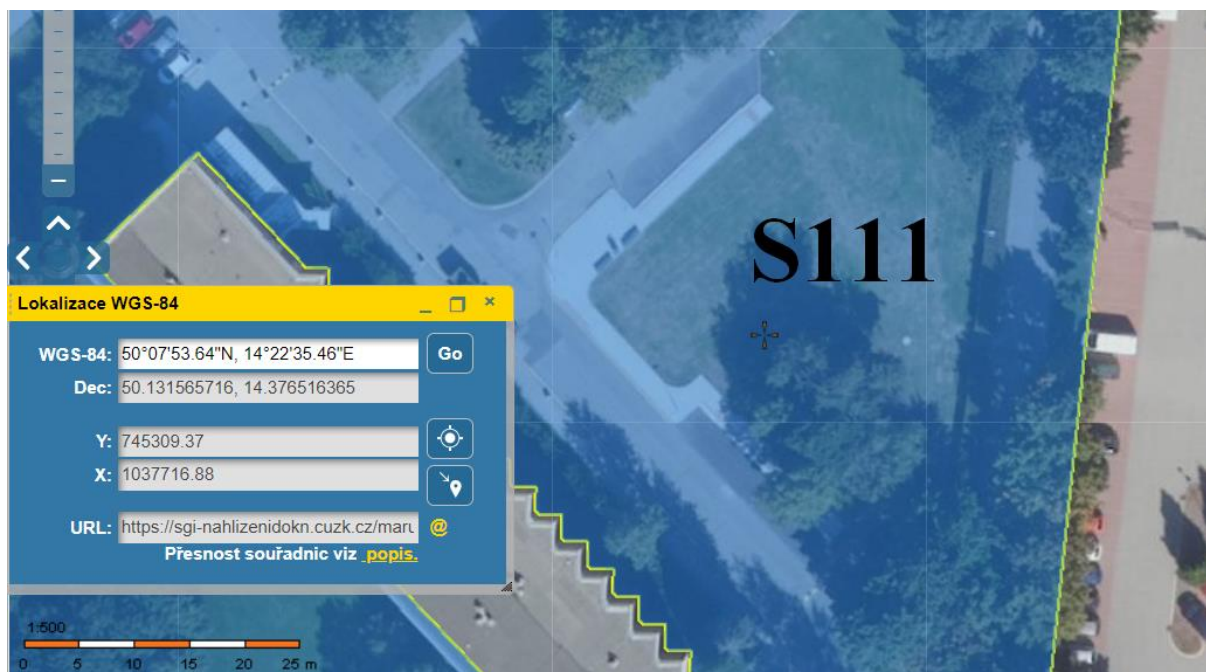 S111
Lokalizace WGS-84
WGS-84: 50°07'53.64"N, 14°22'35.46"E Go
Dec: 50.131565716, 14.376516365
Y: 745309.37
X: 1037716.88
URL: https://sgi-nahlizenidokn.cuzk.cz/maru @
Přesnost souřadnic viz popis.
1:500
0 5 10 15 20 25 m